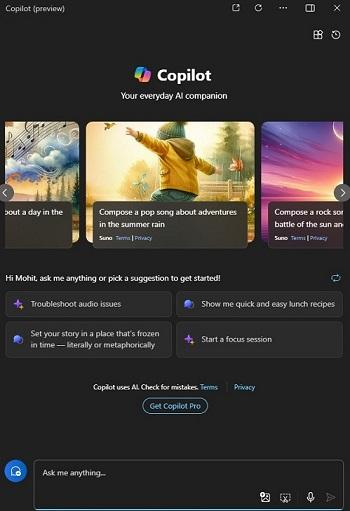 Copilot (preview)
Copilot
Your everyday AI companion
out a day in the
Compose a pop song about adventures
in the summer rain
Suno Terms | Privacy
Compose a rock son
battle of the sun an
Suno Terms | Privacy
Hi Mohit, ask me anything or pick a suggestion to get started!
Troubleshoot audio issues
Show me quick and easy lunch recipes
Set your story in a place that's frozen
in time — literally or metaphorically
Start a focus session
Copilot uses AI. Check for mistakes. Terms | Privacy
Get Copilot Pro
Ask me anything...